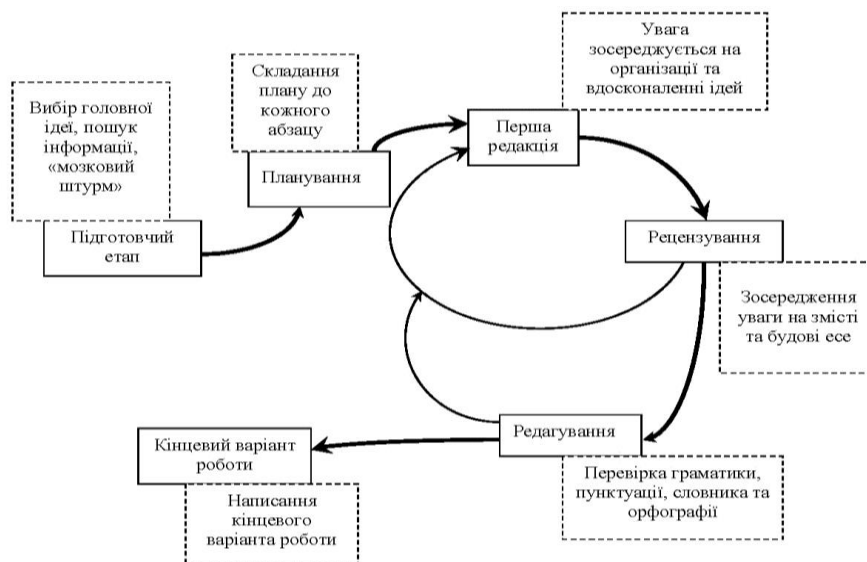 Вибір головної
ідеї, пошук
інформації,
«мозковий
штурм»
Підготовчий
етап
Складання
плану до
кожного
абзацу
Планування
Увага
зосереджується на
організації та
вдосконаленні ідей
Перша
редакція
Рецензування
Зосередження
уваги на змісті
та будові есе
Редагування
Перевірка граматики,
пунктуації, словника та
орфографії
Кінцевий варіант
роботи
Написання
кінцевого
варіанта роботи